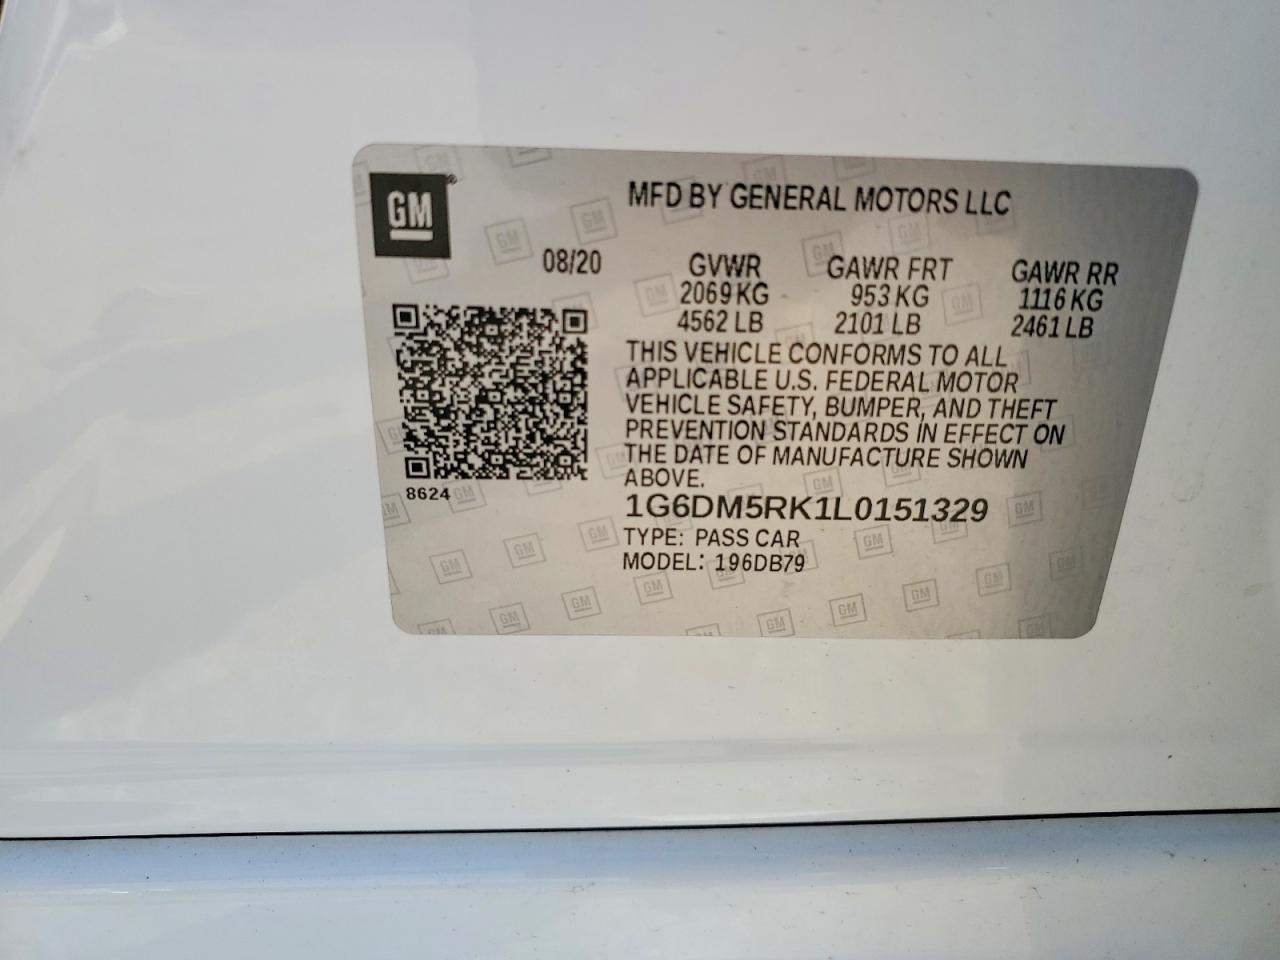 GM
MFD BY GENERAL MOTORS LLC
08/20
GVWR GAWR FRT GAWR RR
2069 KG 953 KG 1116 KG
4562 LB 2101 LB 2461 LB
THIS VEHICLE CONFORMS TO ALL
APPLICABLE U.S. FEDERAL MOTOR
VEHICLE SAFETY, BUMPER, AND THEFT
PREVENTION STANDARDS IN EFFECT ON
THE DATE OF MANUFACTURE SHOWN
ABOVE.
8624
1G6DM5RK1L0151329
TYPE: PASS CAR
MODEL: 196DB79